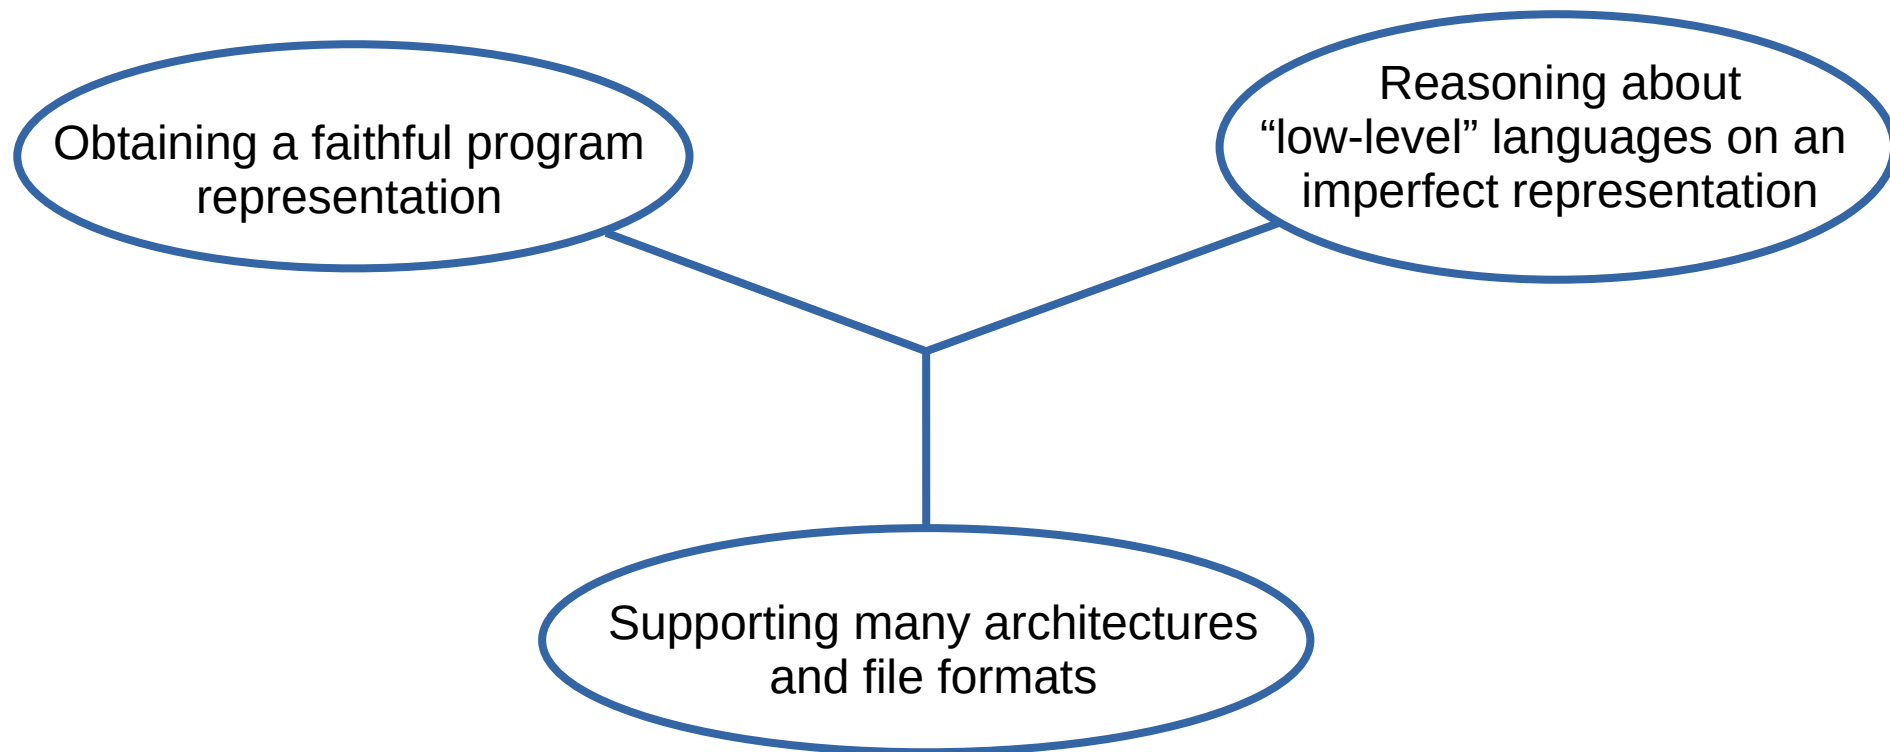 Obtaining a faithful program
representation
Reasoning about
“low-level” languages on an
imperfect representation
Supporting many architectures
and file formats